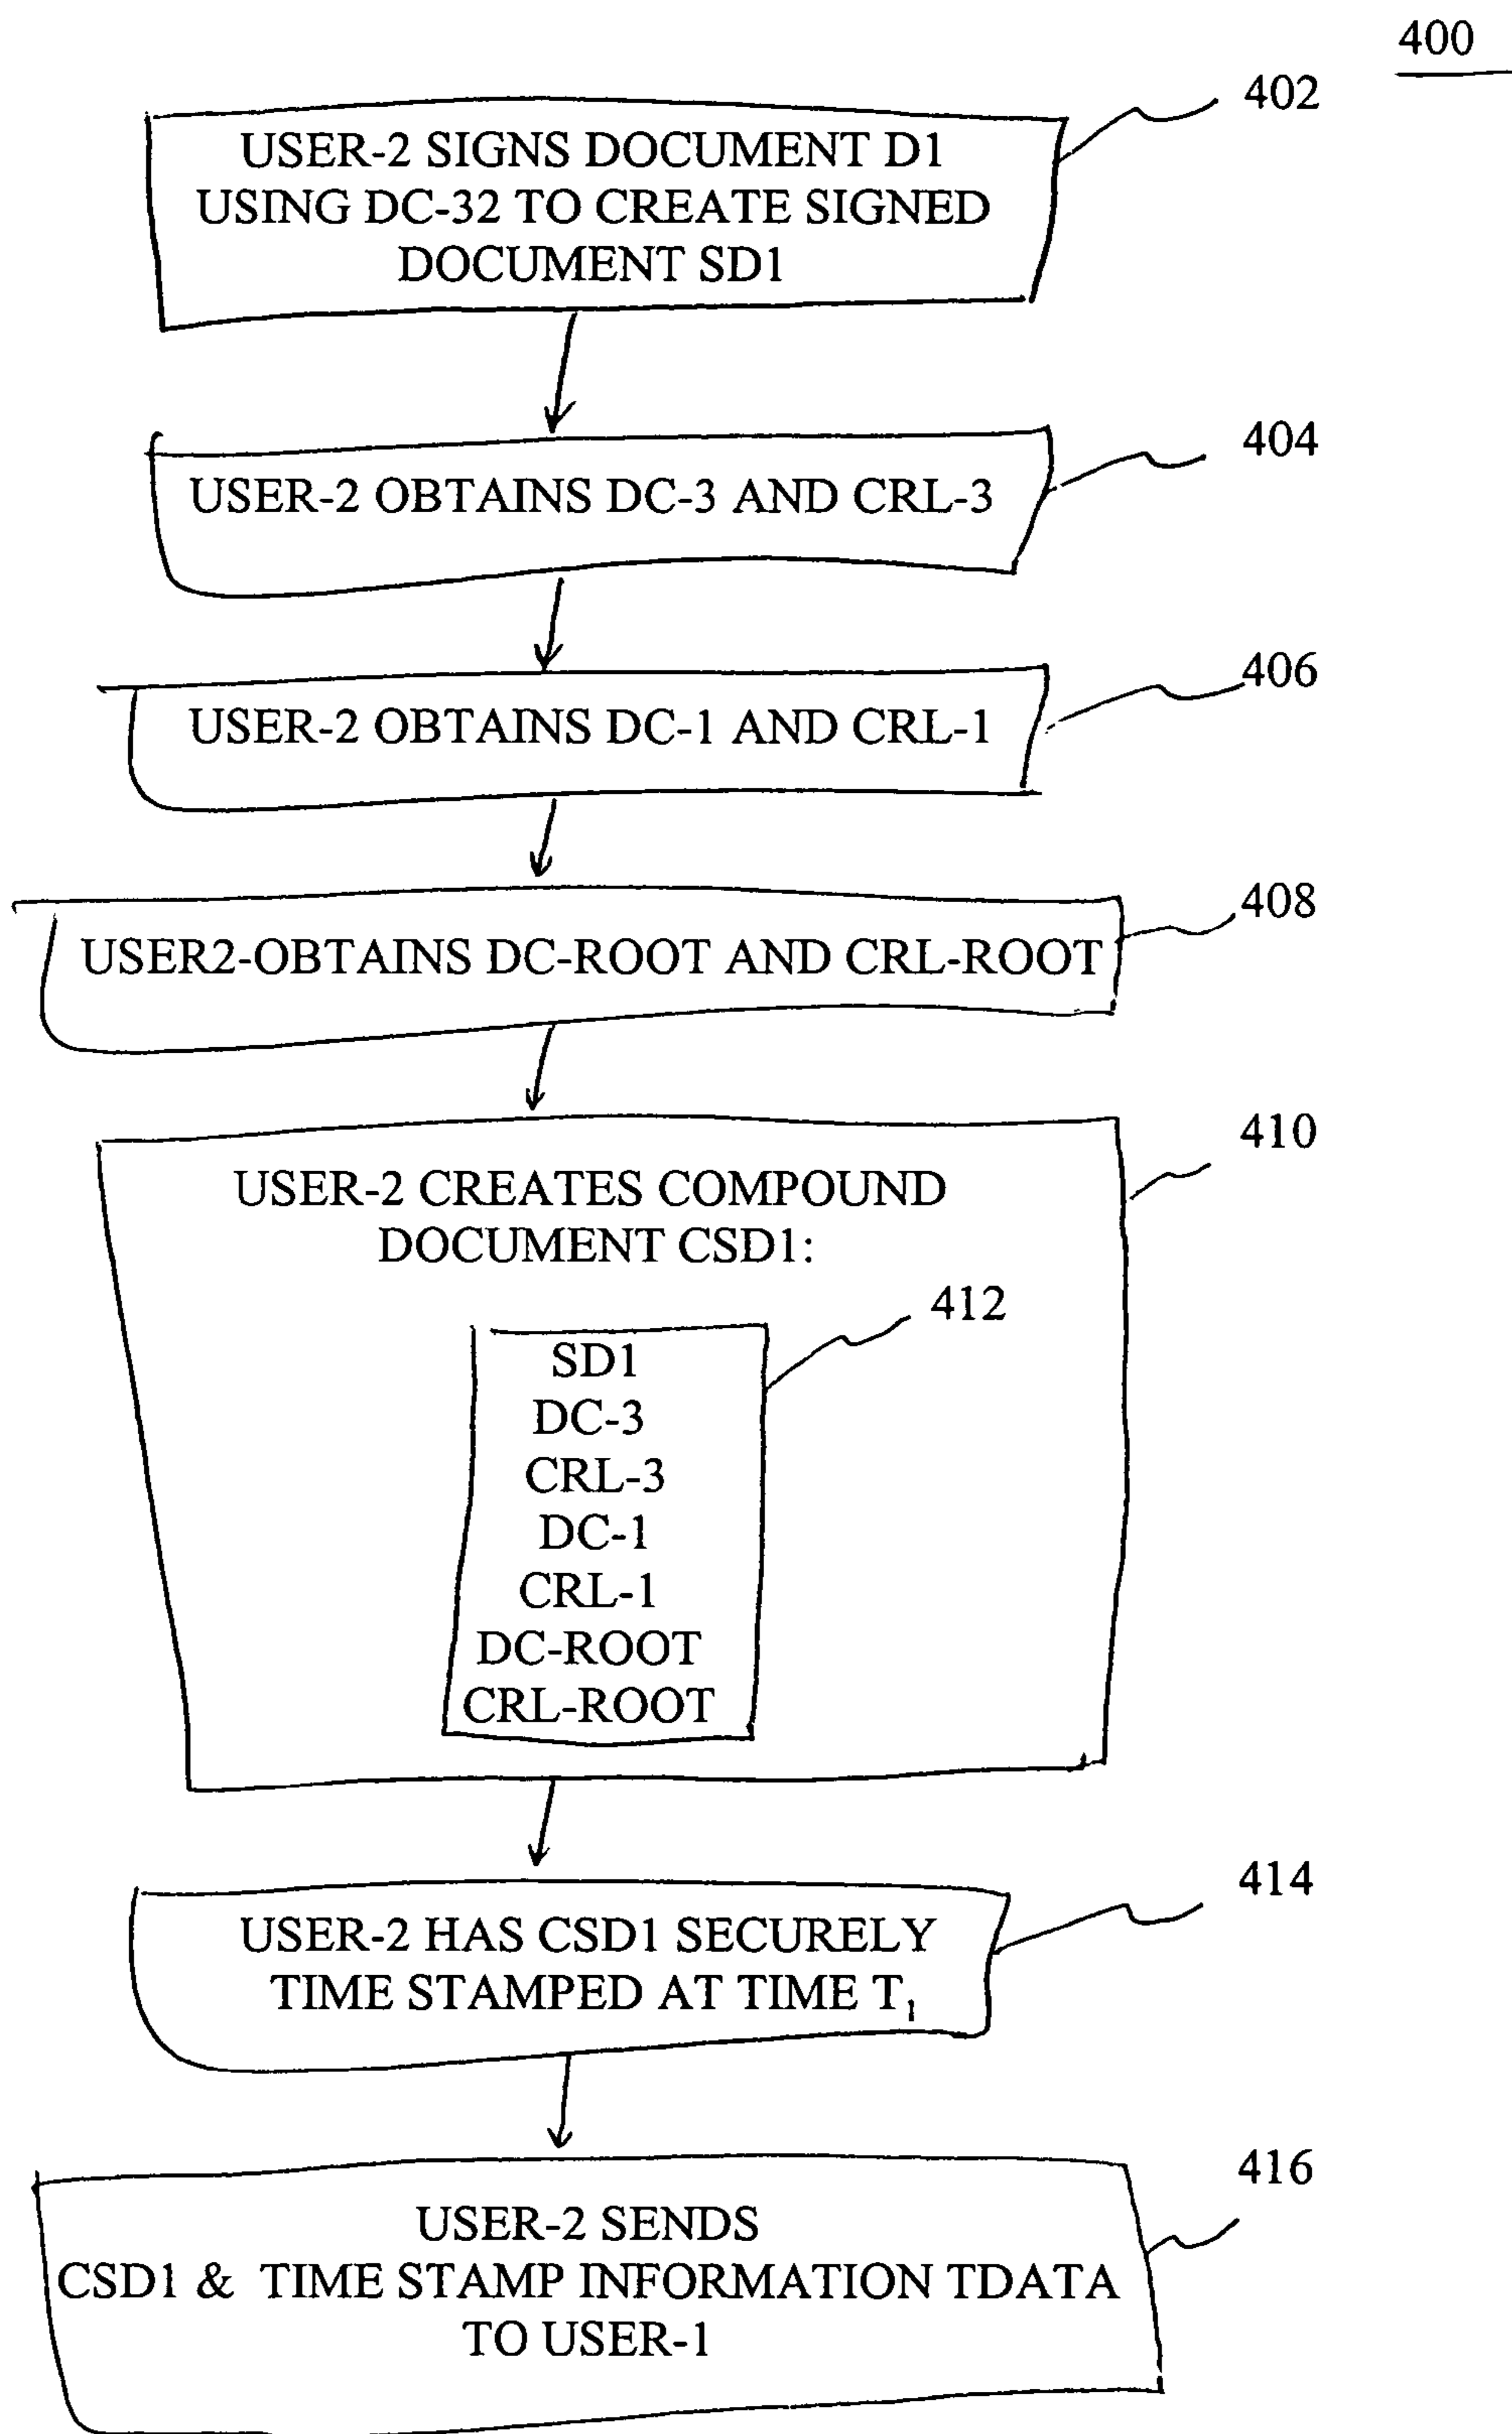 400
402
USER-2 SIGNS DOCUMENT D1
USING DC-32 TO CREATE SIGNED
DOCUMENT SD1
404
USER-2 OBTAINS DC-3 AND CRL-3
406
USER-2 OBTAINS DC-1 AND CRL-1
408
USER2-OBTAINS DC-ROOT AND CRL-ROOT
410
USER-2 CREATES COMPOUND
DOCUMENT CSD1:
412
SD1
DC-3
CRL-3
DC-1
CRL-1
DC-ROOT
CRL-ROOT
414
USER-2 HAS CSD1 SECURELY
TIME STAMPED AT TIME T₁
416
USER-2 SENDS
CSD1 & TIME STAMP INFORMATION TDATA
TO USER-1